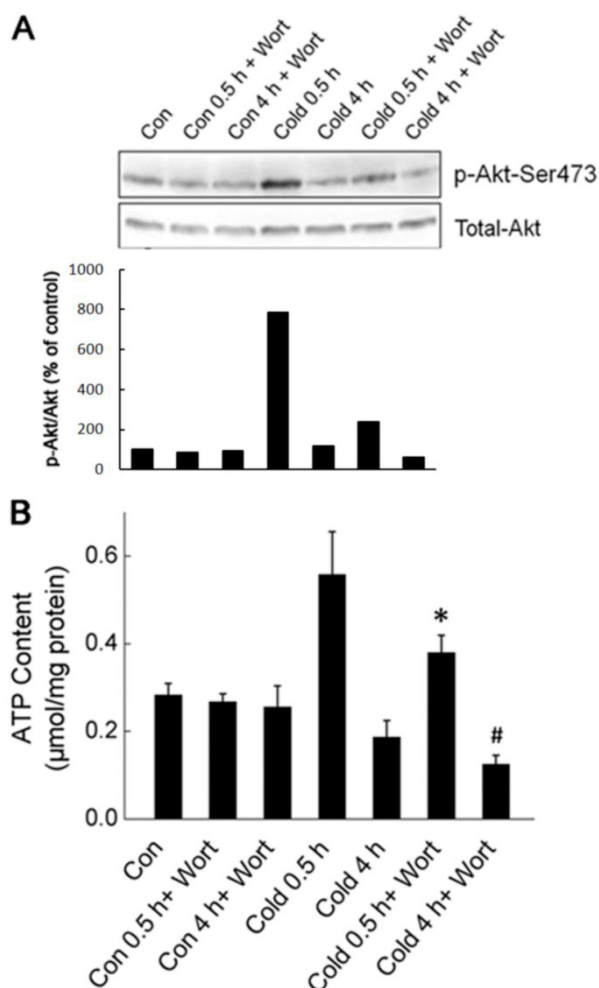 A
Con
Con 0.5 h + Wort
Con 4 h + Wort
Cold 0.5 h
Cold 4 h
Cold 0.5 h + Wort
Cold 4 h + Wort
p-Akt-Ser473
Total-Akt
p-Akt/Akt (% of control)
1000
800
600
400
200
0
B
ATP Content
(μmol/mg protein)
0.6
0.4
0.2
0.0
*
#
Con
Con 0.5 h+ Wort
Con 4 h+ Wort
Cold 0.5 h
Cold 4 h
Cold 0.5 h+ Wort
Cold 4 h+ Wort